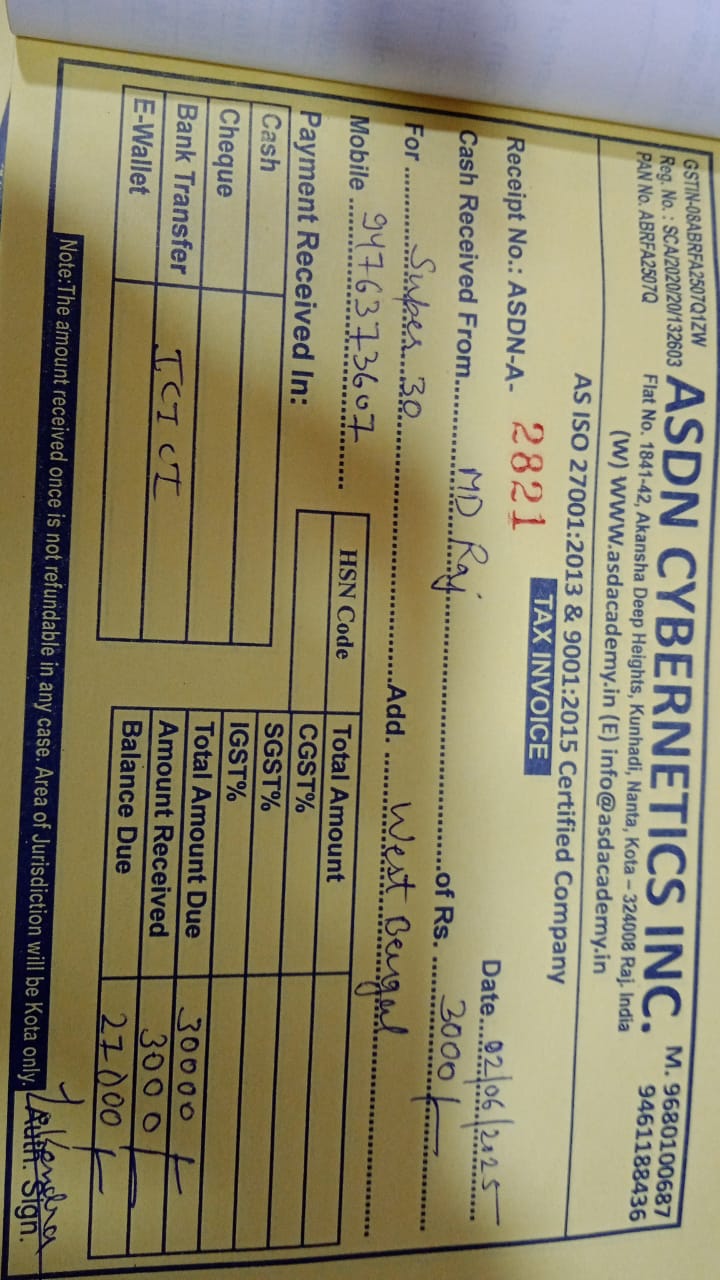 GSTIN-08ABRFA2507Q1ZW
Reg. No. : SCA/2020/20/132603
PAN No. ABRFA2507Q
ASDN CYBERNETICS INC.
M. 9680100687
9461188436
Flat No. 1841-42, Akansha Deep Heights, Kunhadi, Nanta, Kota – 324008 Raj. India
(W) WWW.asdacademy.in (E) info@asdacademy.in
AS ISO 27001:2013 & 9001:2015 Certified Company
TAX INVOICE
Receipt No.: ASDN-A- 2821 Date 02/06/2025
Cash Received From MD Raj of Rs. 3000/-
For Super 30 Add. West Bengal
Mobile 9476373607
Payment Received In:
Cash
Cheque
Bank Transfer ICICI
E-Wallet
HSN Code Total Amount
CGST%
SGST%
IGST%
Total Amount Due 30000/-
Amount Received 3000/-
Balance Due 27000/-
Note:The amount received once is not refundable in any case. Area of Jurisdiction will be Kota only.
Auth. Sign.